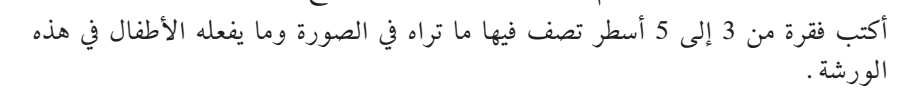 أكتب فقرة من 3 إلى 5 أسطر تصف فيها ما تراه في الصورة وما يفعله الأطفال في هذه
الورشة.